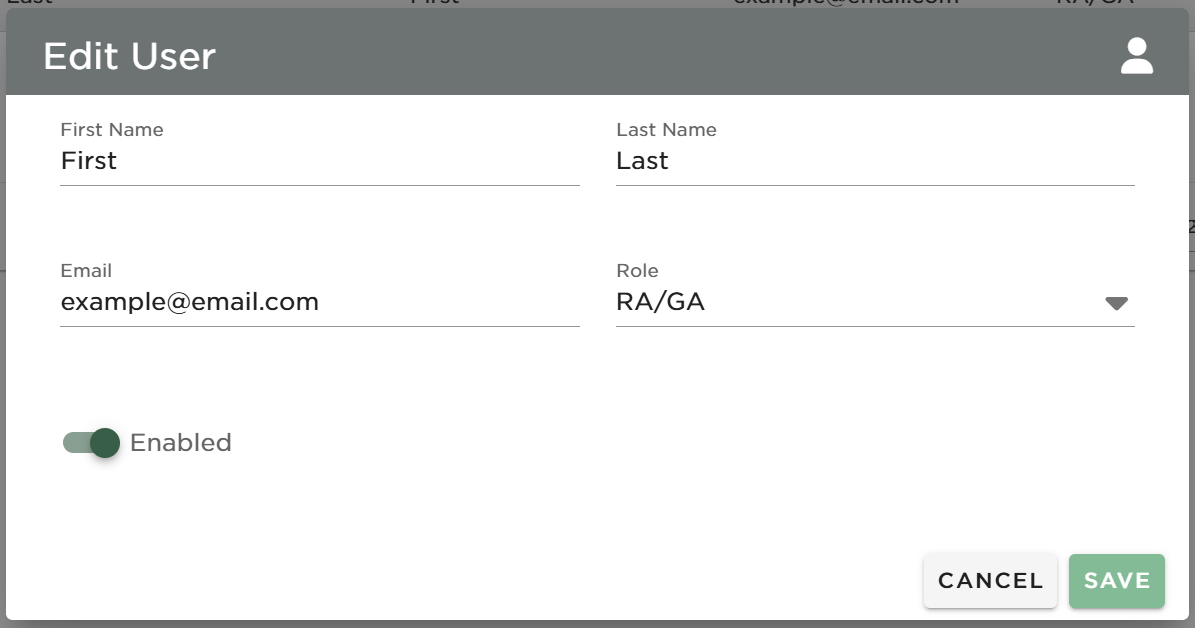 Last First example@email.com RA/GA
Edit User
First Name Last Name
First Last
Email Role
example@email.com RA/GA
Enabled
CANCEL SAVE